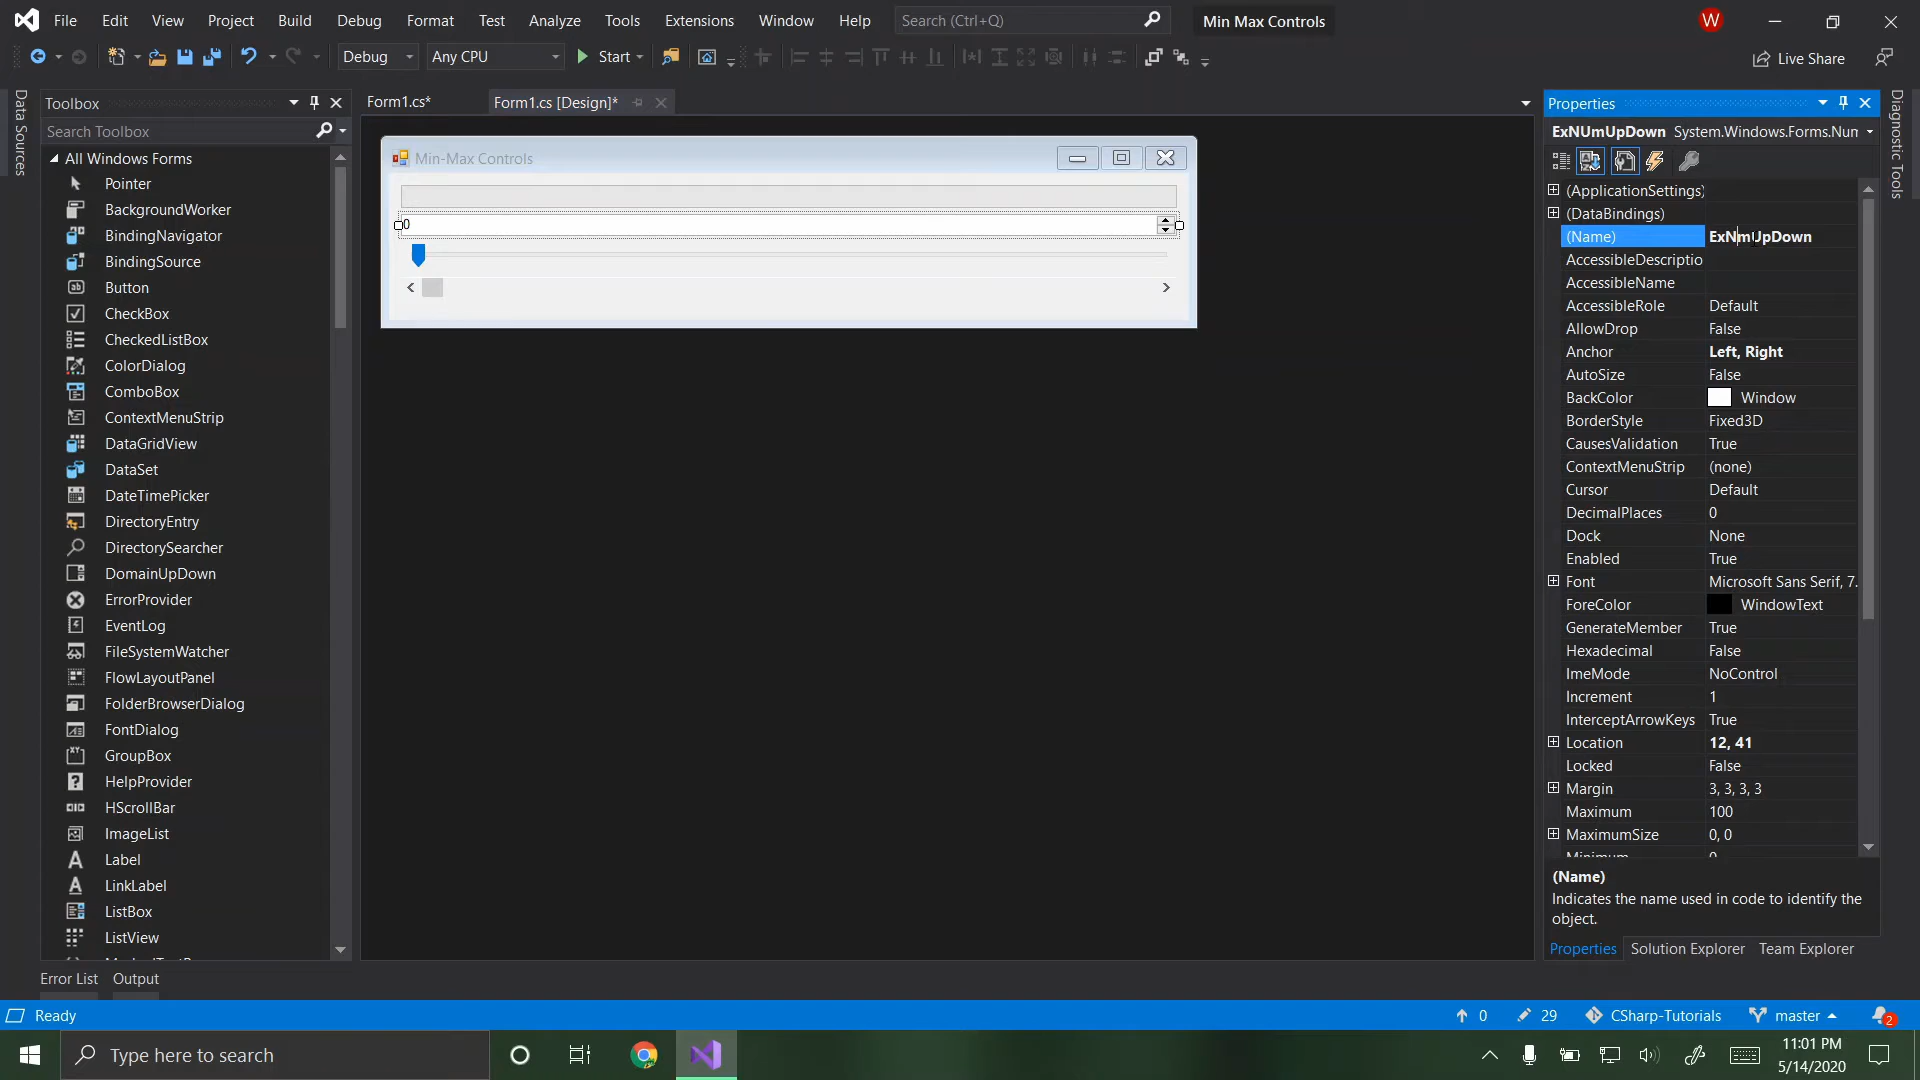 File Edit View Project Build Debug Format Test Analyze Tools Extensions Window Help Search (Ctrl+Q) Min Max Controls W
Debug Any CPU Start Live Share
Data Sources
Toolbox
Search Toolbox
All Windows Forms
Pointer
BackgroundWorker
BindingNavigator
BindingSource
Button
CheckBox
CheckedListBox
ColorDialog
ComboBox
ContextMenuStrip
DataGridView
DataSet
DateTimePicker
DirectoryEntry
DirectorySearcher
DomainUpDown
ErrorProvider
EventLog
FileSystemWatcher
FlowLayoutPanel
FolderBrowserDialog
FontDialog
GroupBox
HelpProvider
HScrollBar
ImageList
Label
LinkLabel
ListBox
ListView
Form1.cs* Form1.cs [Design]*
Min-Max Controls
0
Properties
ExNUmUpDown System.Windows.Forms.Num
(ApplicationSettings)
(DataBindings)
(Name) ExNmUpDown
AccessibleDescriptio
AccessibleName
AccessibleRole Default
AllowDrop False
Anchor Left, Right
AutoSize False
BackColor Window
BorderStyle Fixed3D
CausesValidation True
ContextMenuStrip (none)
Cursor Default
DecimalPlaces 0
Dock None
Enabled True
Font Microsoft Sans Serif, 7.
ForeColor WindowText
GenerateMember True
Hexadecimal False
ImeMode NoControl
Increment 1
InterceptArrowKeys True
Location 12, 41
Locked False
Margin 3, 3, 3, 3
Maximum 100
MaximumSize 0, 0
Minimum 0
(Name)
Indicates the name used in code to identify the
object.
Properties Solution Explorer Team Explorer
Diagnostic Tools
Error List Output
Ready 0 29 CSharp-Tutorials master 2
Type here to search
11:01 PM
5/14/2020